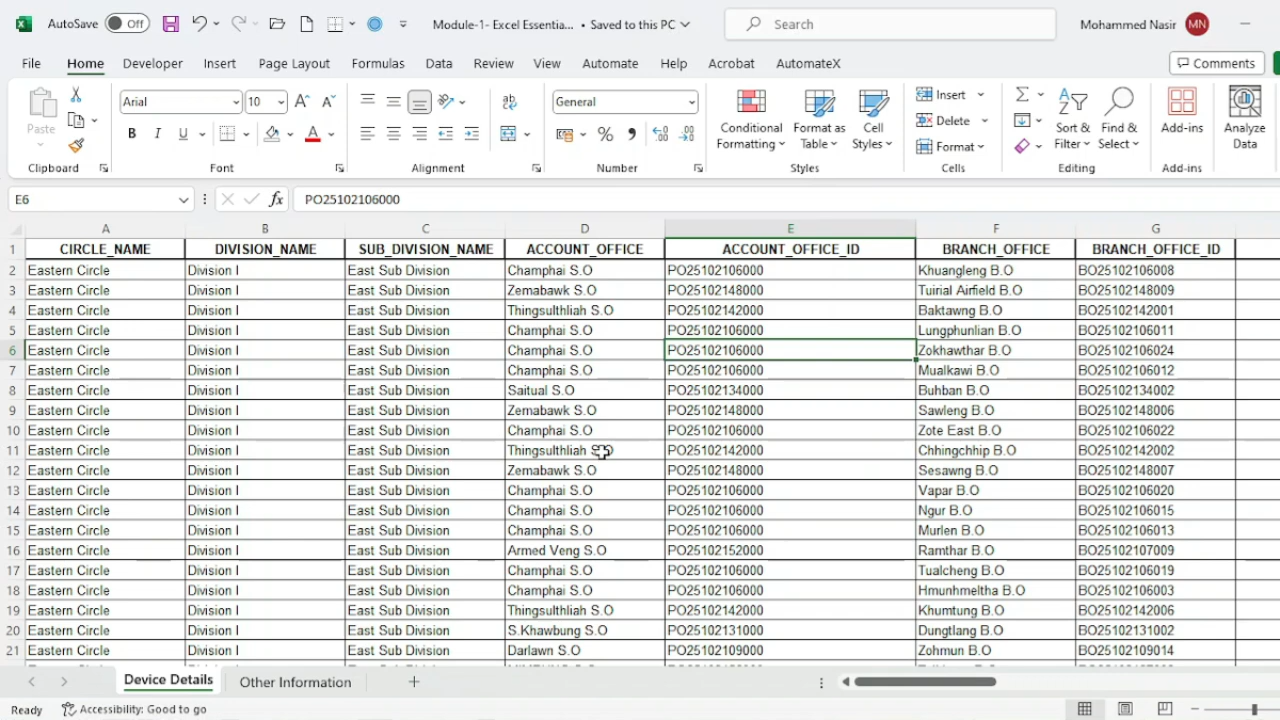 AutoSave Off Module-1- Excel Essentia... • Saved to this PC Search Mohammed Nasir MN
File Home Developer Insert Page Layout Formulas Data Review View Automate Help Acrobat AutomateX Comments
Paste Arial 10 A A ab General Conditional Formatting Format as Table Cell Styles Insert Delete Format Sort & Filter Find & Select Add-ins Analyze Data
B I U A % 9
Clipboard Font Alignment Number Styles Cells Editing Add-ins
E6 fx PO25102106000
A B C D E F G
1 CIRCLE_NAME DIVISION_NAME SUB_DIVISION_NAME ACCOUNT_OFFICE ACCOUNT_OFFICE_ID BRANCH_OFFICE BRANCH_OFFICE_ID
2 Eastern Circle Division I East Sub Division Champhai S.O PO25102106000 Khuangleng B.O BO25102106008
3 Eastern Circle Division I East Sub Division Zemabawk S.O PO25102148000 Tuirial Airfield B.O BO25102148009
4 Eastern Circle Division I East Sub Division Thingsulthliah S.O PO25102142000 Baktawng B.O BO25102142001
5 Eastern Circle Division I East Sub Division Champhai S.O PO25102106000 Lungphunlian B.O BO25102106011
6 Eastern Circle Division I East Sub Division Champhai S.O PO25102106000 Zokhawthar B.O BO25102106024
7 Eastern Circle Division I East Sub Division Champhai S.O PO25102106000 Mualkawi B.O BO25102106012
8 Eastern Circle Division I East Sub Division Saitual S.O PO25102134000 Buhban B.O BO25102134002
9 Eastern Circle Division I East Sub Division Zemabawk S.O PO25102148000 Sawleng B.O BO25102148006
10 Eastern Circle Division I East Sub Division Champhai S.O PO25102106000 Zote East B.O BO25102106022
11 Eastern Circle Division I East Sub Division Thingsulthliah S.O PO25102142000 Chhingchhip B.O BO25102142002
12 Eastern Circle Division I East Sub Division Zemabawk S.O PO25102148000 Sesawng B.O BO25102148007
13 Eastern Circle Division I East Sub Division Champhai S.O PO25102106000 Vapar B.O BO25102106020
14 Eastern Circle Division I East Sub Division Champhai S.O PO25102106000 Ngur B.O BO25102106015
15 Eastern Circle Division I East Sub Division Champhai S.O PO25102106000 Murlen B.O BO25102106013
16 Eastern Circle Division I East Sub Division Armed Veng S.O PO25102152000 Ramthar B.O BO25102107009
17 Eastern Circle Division I East Sub Division Champhai S.O PO25102106000 Tualcheng B.O BO25102106019
18 Eastern Circle Division I East Sub Division Champhai S.O PO25102106000 Hmunhmeltha B.O BO25102106003
19 Eastern Circle Division I East Sub Division Thingsulthliah S.O PO25102142000 Khumtung B.O BO25102142006
20 Eastern Circle Division I East Sub Division S.Khawbung S.O PO25102131000 Dungtlang B.O BO25102131002
21 Eastern Circle Division I East Sub Division Darlawn S.O PO25102109000 Zohmun B.O BO25102109014
Device Details Other Information
Ready Accessibility: Good to go